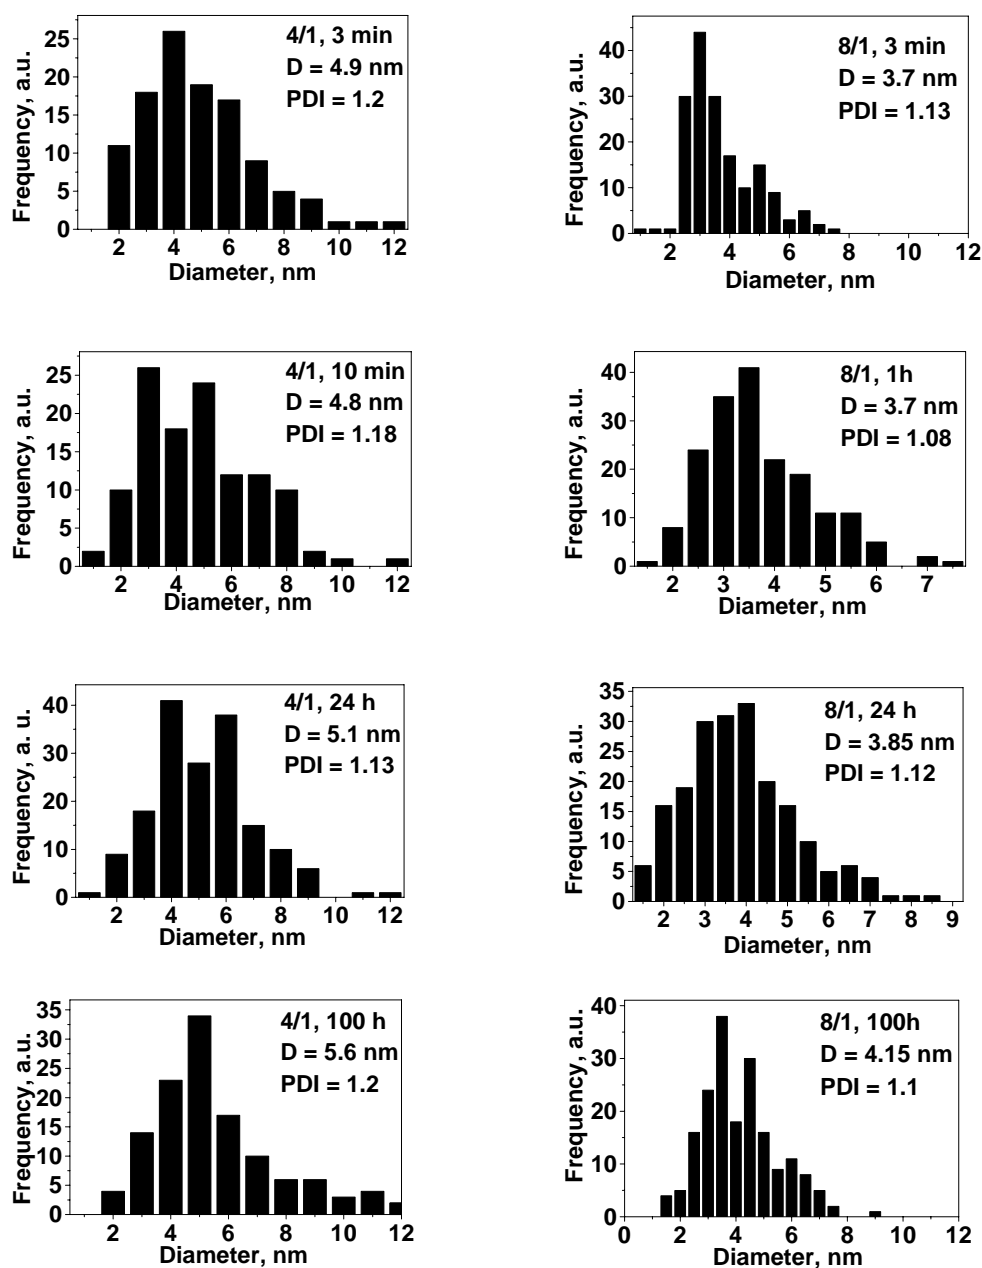 4/1, 3 min
D = 4.9 nm
PDI = 1.2
Frequency, a.u.
25
20
15
10
5
0
2 4 6 8 10 12
Diameter, nm
8/1, 3 min
D = 3.7 nm
PDI = 1.13
Frequency, a.u.
40
30
20
10
0
2 4 6 8 10 12
Diameter, nm
4/1, 10 min
D = 4.8 nm
PDI = 1.18
Frequency, a.u.
25
20
15
10
5
0
2 4 6 8 10 12
Diameter, nm
8/1, 1h
D = 3.7 nm
PDI = 1.08
Frequency, a.u.
40
30
20
10
0
2 3 4 5 6 7
Diameter, nm
4/1, 24 h
D = 5.1 nm
PDI = 1.13
Frequency, a. u.
40
30
20
10
0
2 4 6 8 10 12
Diameter, nm
8/1, 24 h
D = 3.85 nm
PDI = 1.12
Frequency, a.u.
35
30
25
20
15
10
5
0
2 3 4 5 6 7 8 9
Diameter, nm
4/1, 100 h
D = 5.6 nm
PDI = 1.2
Frequency, a.u.
35
30
25
20
15
10
5
0
2 4 6 8 10 12
Diameter, nm
8/1, 100h
D = 4.15 nm
PDI = 1.1
Frequency, a.u.
40
30
20
10
0
0 2 4 6 8 10 12
Diameter, nm